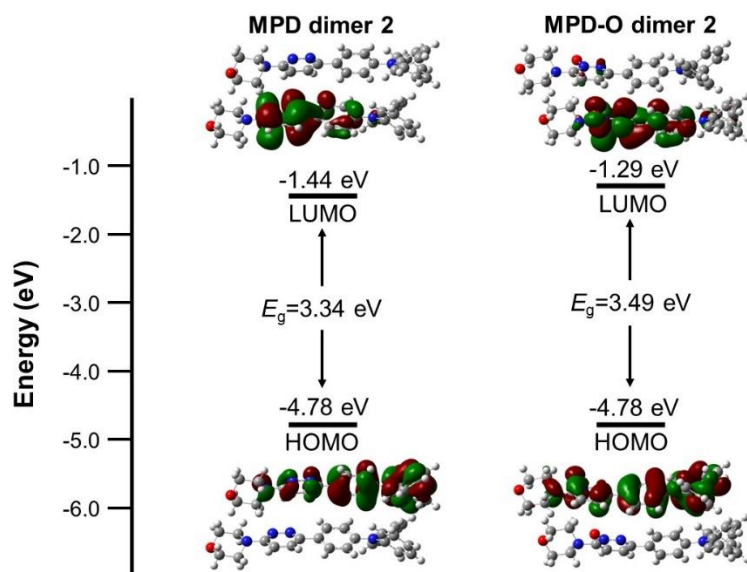 MPD dimer 2
MPD-O dimer 2
Energy (eV)
-1.0
-2.0
-3.0
-4.0
-5.0
-6.0
-1.44 eV
LUMO
Eg=3.34 eV
-4.78 eV
HOMO
-1.29 eV
LUMO
Eg=3.49 eV
-4.78 eV
HOMO